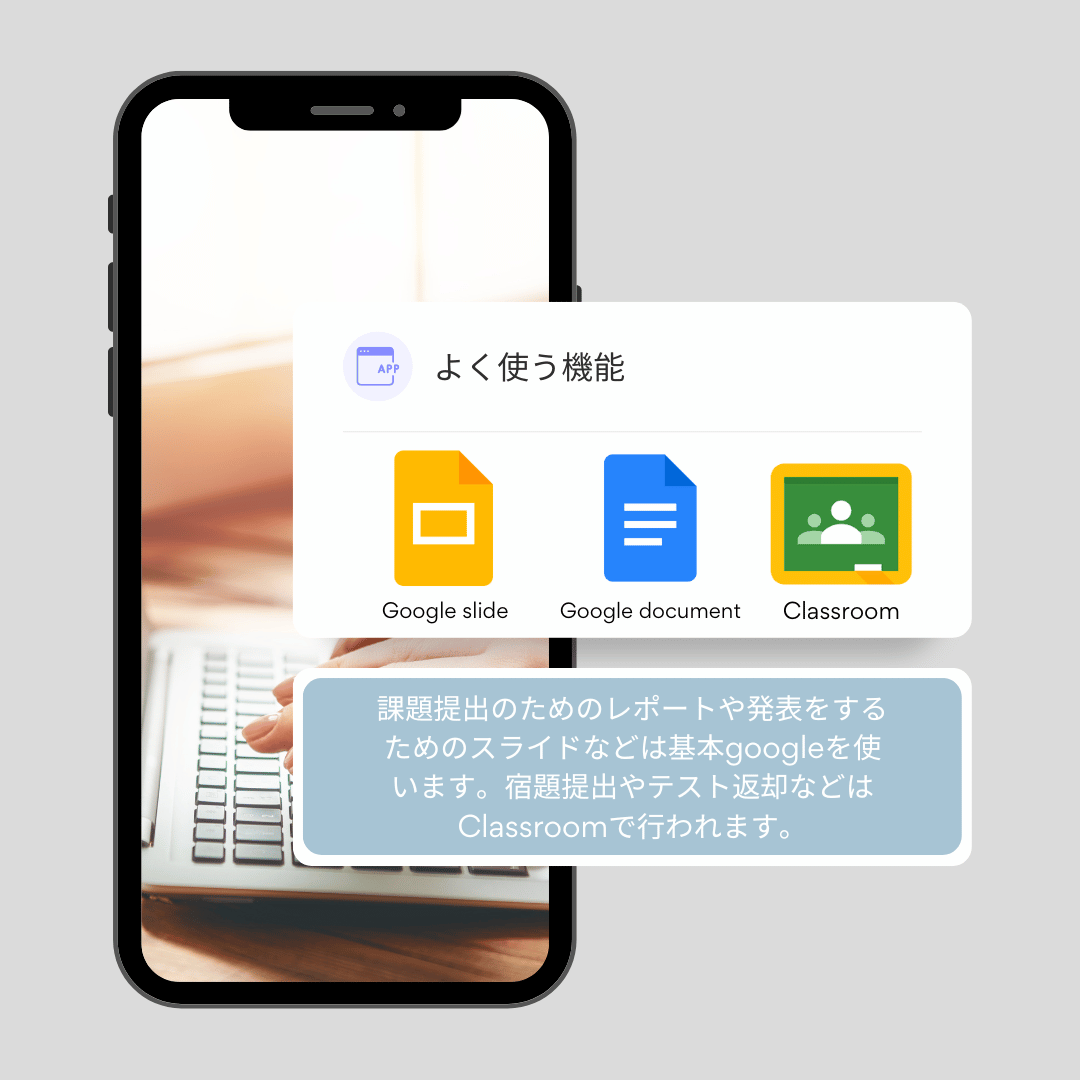 APP
よく使う機能
Google slide
Google document
Classroom
課題提出のためのレポートや発表をする
ためのスライドなどは基本googleを使
います。宿題提出やテスト返却などは
Classroomで行われます。